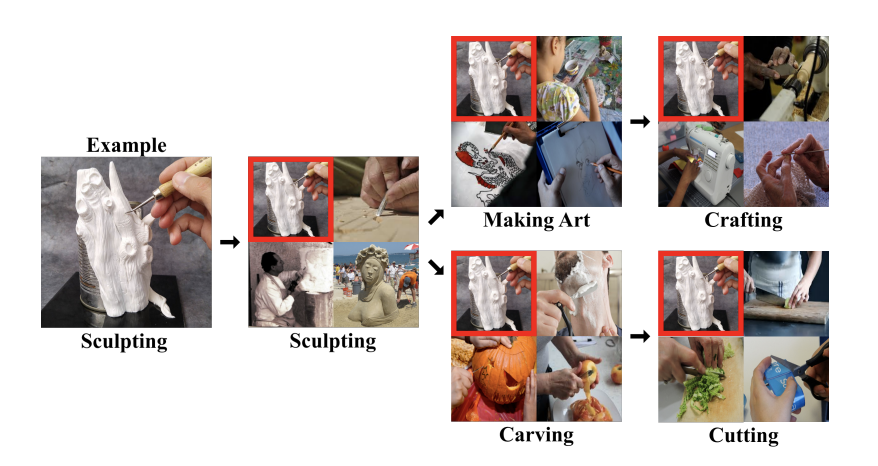 Example
Sculpting
Sculpting
Making Art
Crafting
Carving
Cutting